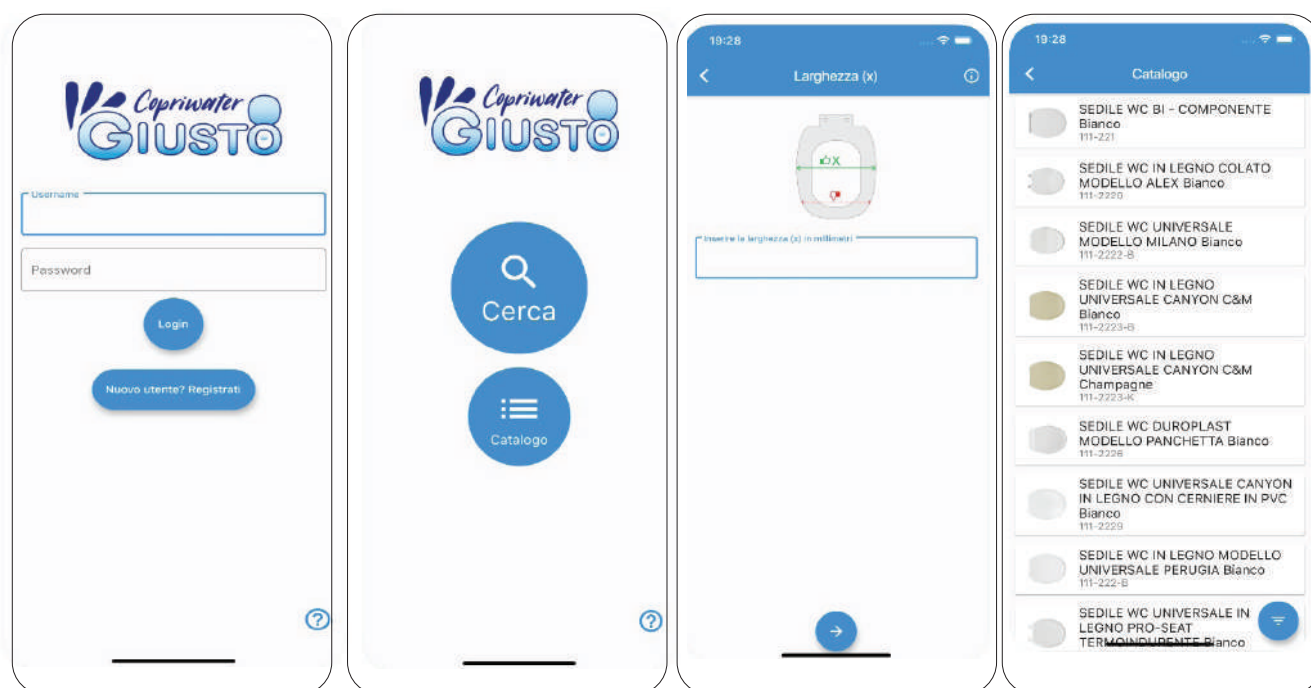 Copriwater
GIUSTO
Username
Password
Login
Nuovo utente? Registrati
Copriwater
GIUSTO
Cerca
Catalogo
19:28
Larghezza (x)
X
Inserire la larghezza (x) in millimetri
19:28
Catalogo
SEDILE WC BI - COMPONENTE
Bianco
111-221
SEDILE WC IN LEGNO COLATO
MODELLO ALEX Bianco
111-2220
SEDILE WC UNIVERSALE
MODELLO MILANO Bianco
111-2222-B
SEDILE WC IN LEGNO
UNIVERSALE CANYON C&M
Bianco
111-2223-B
SEDILE WC IN LEGNO
UNIVERSALE CANYON C&M
Champagne
111-2223-K
SEDILE WC DUROPLAST
MODELLO PANCHETTA Bianco
111-2226
SEDILE WC UNIVERSALE CANYON
IN LEGNO CON CERNIERE IN PVC
Bianco
111-2229
SEDILE WC IN LEGNO MODELLO
UNIVERSALE PERUGIA Bianco
111-222-B
SEDILE WC UNIVERSALE IN
LEGNO PRO-SEAT
TERMOINDURENTE Bianco